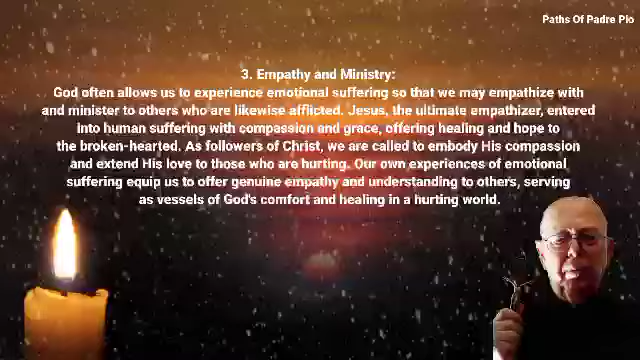 Paths Of Padre Pio
3. Empathy and Ministry:
God often allows us to experience emotional suffering so that we may empathize with
and minister to others who are likewise afflicted. Jesus, the ultimate empathizer, entered
into human suffering with compassion and grace, offering healing and hope to
the broken-hearted. As followers of Christ, we are called to embody His compassion
and extend His love to those who are hurting. Our own experiences of emotional
suffering equip us to offer genuine empathy and understanding to others, serving
as vessels of God's comfort and healing in a hurting world.